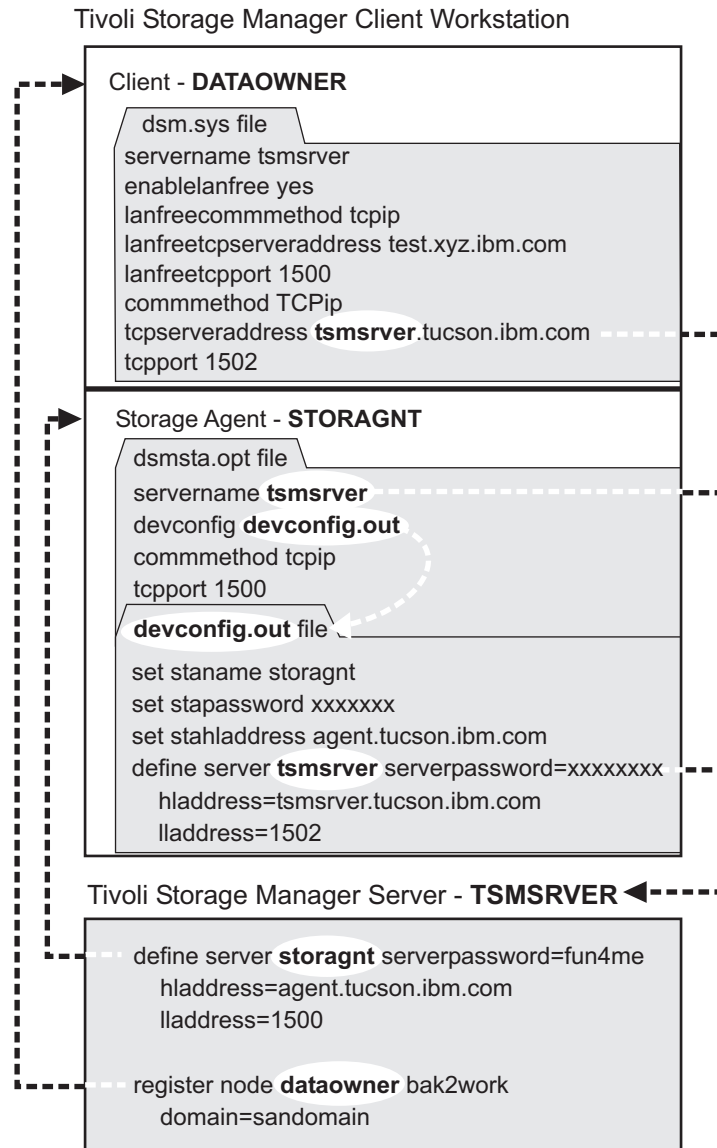 Tivoli Storage Manager Client Workstation
Client - DATAOWNER
dsm.sys file
servername tsmsrver
enablelanfree yes
lanfreecommmethod tcpip
lanfreetcpserveraddress test.xyz.ibm.com
lanfreetcpport 1500
commmethod TCPip
tcpserveraddress tsmsrver.tucson.ibm.com
tcpport 1502
Storage Agent - STORAGNT
dsmsta.opt file
servername tsmsrver
devconfig devconfig.out
commmethod tcpip
tcpport 1500
devconfig.out file
set staname storagnt
set stapassword xxxxxxx
set stahladdress agent.tucson.ibm.com
define server tsmsrver serverpassword=xxxxxxxx
hladdress=tsmsrver.tucson.ibm.com
lladdress=1502
Tivoli Storage Manager Server - TSMSRVER
define server storagnt serverpassword=fun4me
hladdress=agent.tucson.ibm.com
lladdress=1500
register node dataowner bak2work
domain=sandomain